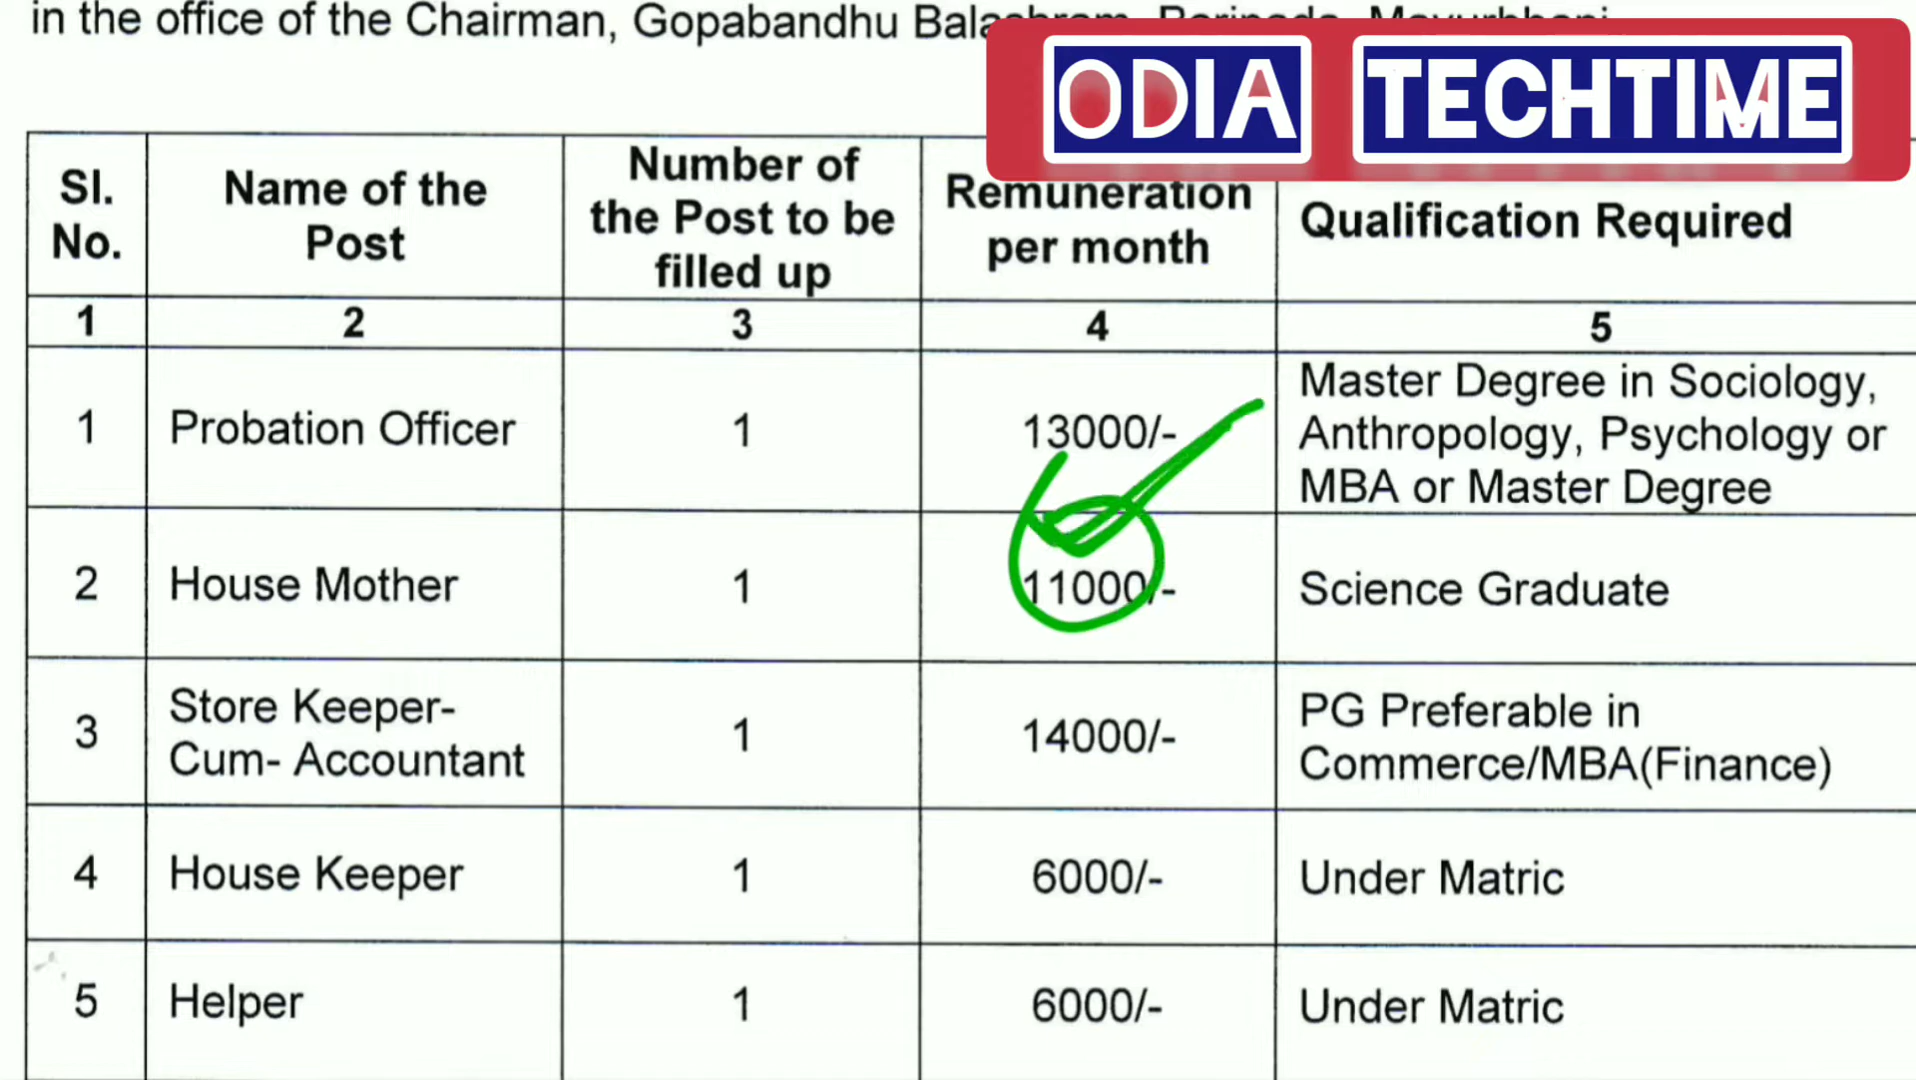 in the office of the Chairman, Gopabandhu
ODIA TECHTIME
Sl. No. Name of the Post Number of the Post to be filled up Remuneration per month Qualification Required
1 2 3 4 5
1 Probation Officer 1 13000/- Master Degree in Sociology, Anthropology, Psychology or MBA or Master Degree
2 House Mother 1 11000/- Science Graduate
3 Store Keeper- Cum- Accountant 1 14000/- PG Preferable in Commerce/MBA(Finance)
4 House Keeper 1 6000/- Under Matric
5 Helper 1 6000/- Under Matric